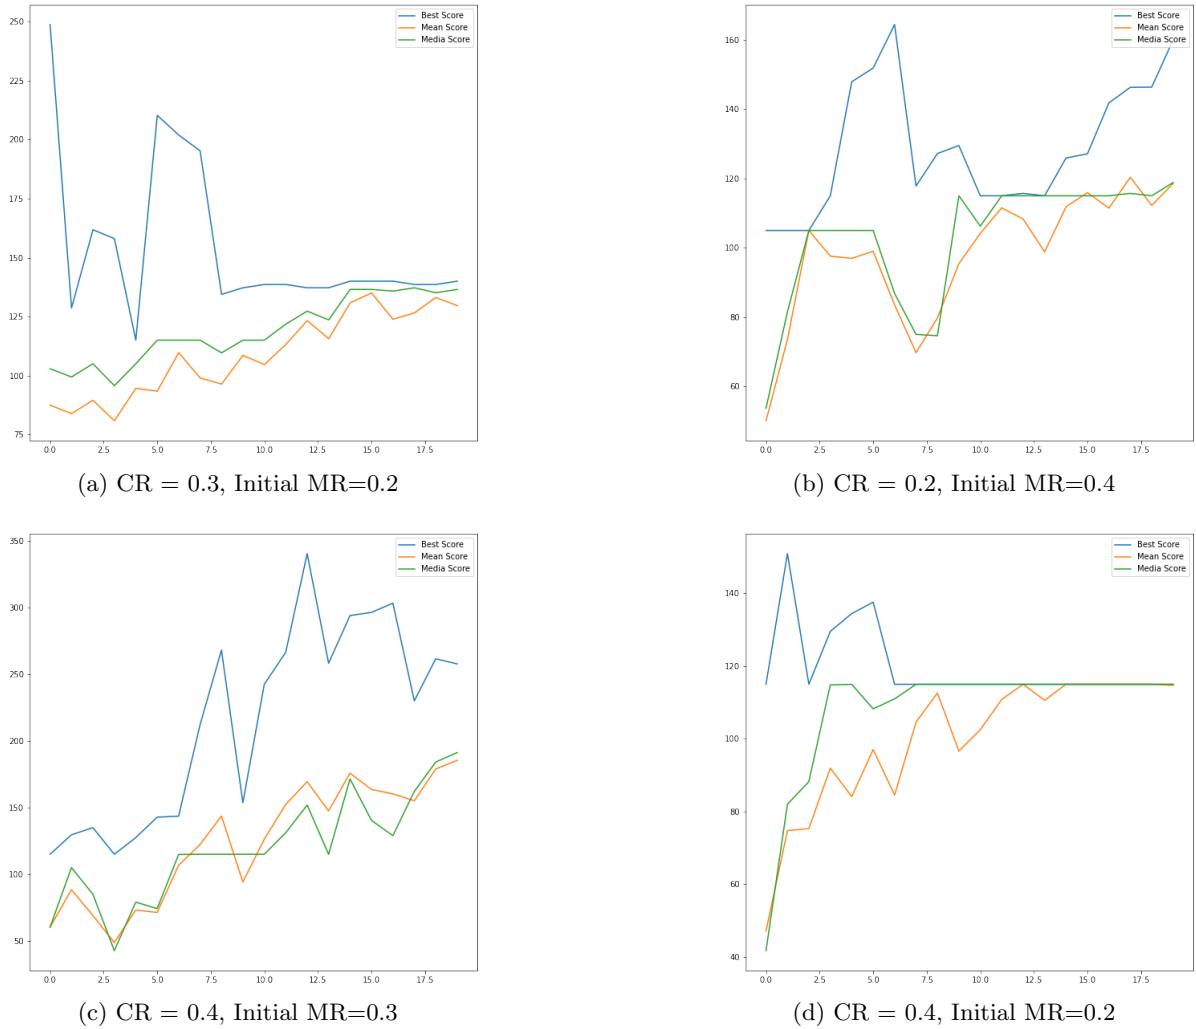 250
225
200
175
150
125
100
75
0.0 2.5 5.0 7.5 10.0 12.5 15.0 17.5
Best Score
Mean Score
Media Score
(a) CR = 0.3, Initial MR=0.2
160
140
120
100
80
60
0.0 2.5 5.0 7.5 10.0 12.5 15.0 17.5
Best Score
Mean Score
Media Score
(b) CR = 0.2, Initial MR=0.4
350
300
250
200
150
100
50
0.0 2.5 5.0 7.5 10.0 12.5 15.0 17.5
Best Score
Mean Score
Media Score
(c) CR = 0.4, Initial MR=0.3
140
120
100
80
60
40
0.0 2.5 5.0 7.5 10.0 12.5 15.0 17.5
Best Score
Mean Score
Media Score
(d) CR = 0.4, Initial MR=0.2